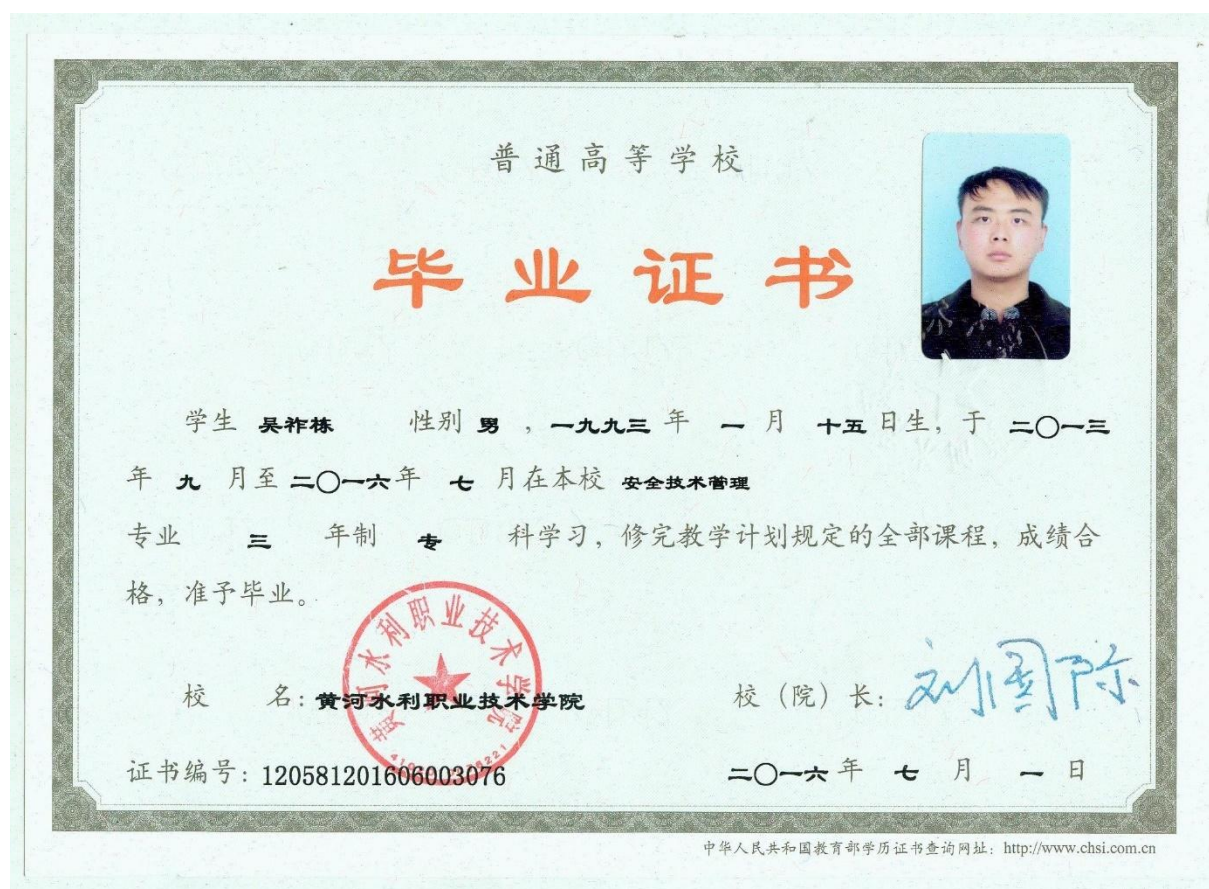 普通高等学校
毕业证书
学生 吴祚栋 性别 男 ,一九九三 年 一 月 十五 日生,于 二〇一三
年 九 月至 二〇一六 年 七 月在本校 安全技术管理
专业 三 年制 专 科学习,修完教学计划规定的全部课程,成绩合
格,准予毕业。
黄河水利职业技术学院
校 名:黄河水利职业技术学院 校(院)长:刘国际
证书编号:120581201606003076 二〇一六 年 七 月 一 日
中华人民共和国教育部学历证书查询网址:http://www.chsi.com.cn